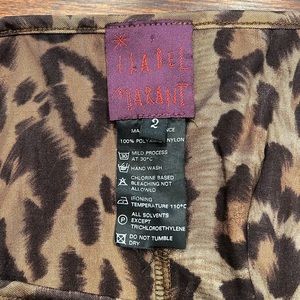 ISABEL
MARANT
2
100% POLY
MILD PROCESS
AT 30°C
HAND WASH
CHLORINE BASED
BLEACHING NOT
ALLOWED
IRONING
TEMPERATURE 110°C
ALL SOLVENTS
EXCEPT
TRICHLOROETHYLENE
DO NOT TUMBLE
DRY